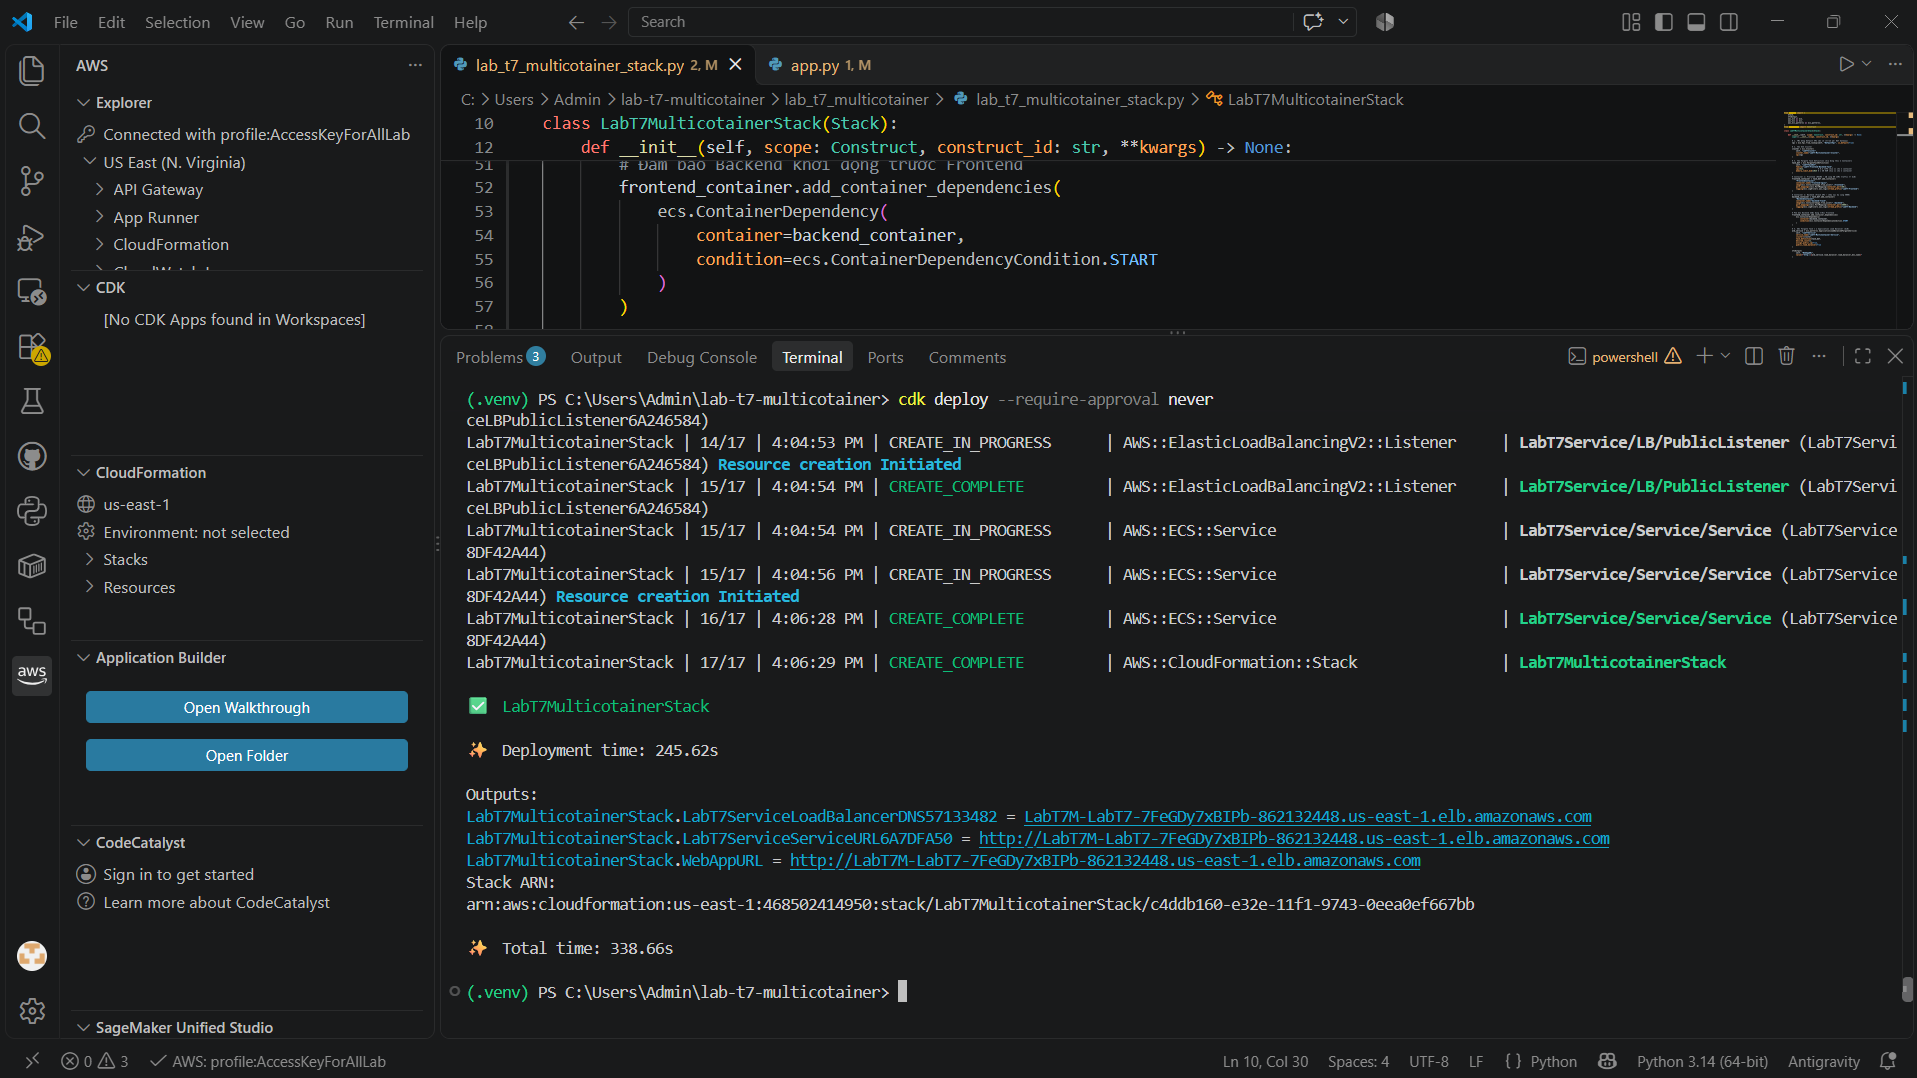 File Edit Selection View Go Run Terminal Help
Search
AWS
Explorer
Connected with profile:AccessKeyForAllLab
US East (N. Virginia)
API Gateway
App Runner
CloudFormation
CDK
[No CDK Apps found in Workspaces]
CloudFormation
us-east-1
Environment: not selected
Stacks
Resources
Application Builder
Open Walkthrough
Open Folder
CodeCatalyst
Sign in to get started
Learn more about CodeCatalyst
SageMaker Unified Studio
aws
lab_t7_multicotainer_stack.py 2, M
app.py 1, M
C: > Users > Admin > lab-t7-multicotainer > lab_t7_multicotainer > lab_t7_multicotainer_stack.py > LabT7MulticotainerStack
10 class LabT7MulticotainerStack(Stack):
12 def __init__(self, scope: Construct, construct_id: str, **kwargs) -> None:
51 # Đảm bảo Backend khởi động trước Frontend
52 frontend_container.add_container_dependencies(
53 ecs.ContainerDependency(
54 container=backend_container,
55 condition=ecs.ContainerDependencyCondition.START
56 )
57 )
58
Problems 3 Output Debug Console Terminal Ports Comments
powershell
(.venv) PS C:\Users\Admin\lab-t7-multicotainer> cdk deploy --require-approval never
ceLBPublicListener6A246584)
LabT7MulticotainerStack | 14/17 | 4:04:53 PM | CREATE_IN_PROGRESS | AWS::ElasticLoadBalancingV2::Listener | LabT7Service/LB/PublicListener (LabT7Servi
ceLBPublicListener6A246584) Resource creation Initiated
LabT7MulticotainerStack | 15/17 | 4:04:54 PM | CREATE_COMPLETE | AWS::ElasticLoadBalancingV2::Listener | LabT7Service/LB/PublicListener (LabT7Servi
ceLBPublicListener6A246584)
LabT7MulticotainerStack | 15/17 | 4:04:54 PM | CREATE_IN_PROGRESS | AWS::ECS::Service | LabT7Service/Service/Service (LabT7Service
8DF42A44)
LabT7MulticotainerStack | 15/17 | 4:04:56 PM | CREATE_IN_PROGRESS | AWS::ECS::Service | LabT7Service/Service/Service (LabT7Service
8DF42A44) Resource creation Initiated
LabT7MulticotainerStack | 16/17 | 4:06:28 PM | CREATE_COMPLETE | AWS::ECS::Service | LabT7Service/Service/Service (LabT7Service
8DF42A44)
LabT7MulticotainerStack | 17/17 | 4:06:29 PM | CREATE_COMPLETE | AWS::CloudFormation::Stack | LabT7MulticotainerStack
✅ LabT7MulticotainerStack
✨ Deployment time: 245.62s
Outputs:
LabT7MulticotainerStack.LabT7ServiceLoadBalancerDNS57133482 = LabT7M-LabT7-7FeGDy7xBIPb-862132448.us-east-1.elb.amazonaws.com
LabT7MulticotainerStack.LabT7ServiceServiceURL6A7DFA50 = http://LabT7M-LabT7-7FeGDy7xBIPb-862132448.us-east-1.elb.amazonaws.com
LabT7MulticotainerStack.WebAppURL = http://LabT7M-LabT7-7FeGDy7xBIPb-862132448.us-east-1.elb.amazonaws.com
Stack ARN:
arn:aws:cloudformation:us-east-1:468502414950:stack/LabT7MulticotainerStack/c4ddb160-e32e-11f1-9743-0eea0ef667bb
✨ Total time: 338.66s
(.venv) PS C:\Users\Admin\lab-t7-multicotainer>
0 3 AWS: profile:AccessKeyForAllLab
Ln 10, Col 30 Spaces: 4 UTF-8 LF { } Python Python 3.14 (64-bit) Antigravity